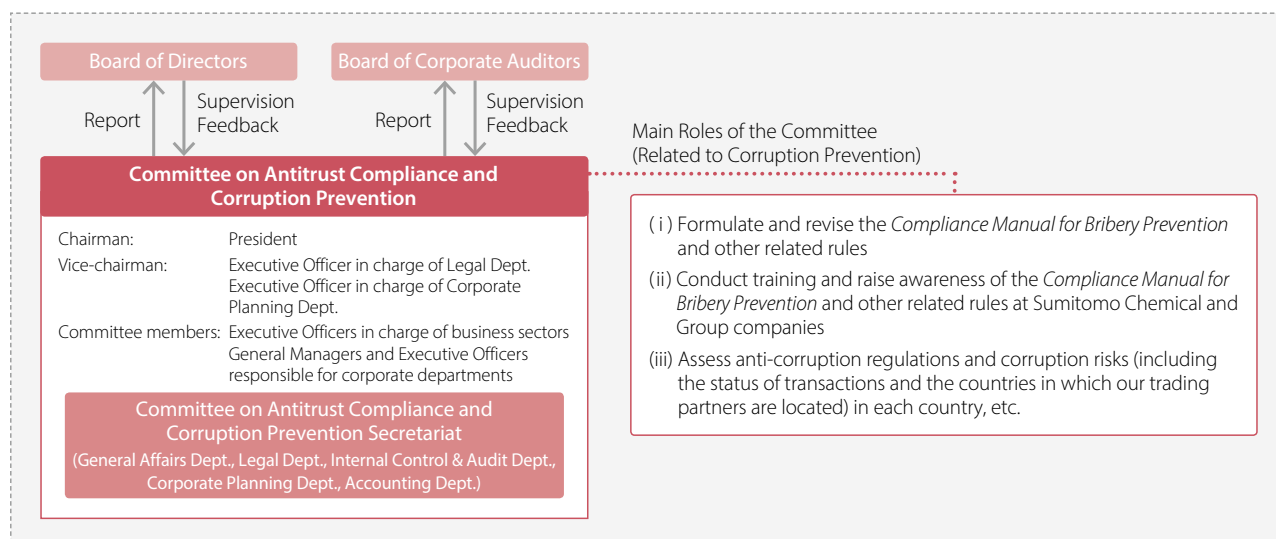 Board of Directors
Board of Corporate Auditors
Report
Supervision
Feedback
Report
Supervision
Feedback
Committee on Antitrust Compliance and
Corruption Prevention
Chairman: President
Vice-chairman: Executive Officer in charge of Legal Dept.
Executive Officer in charge of Corporate
Planning Dept.
Committee members: Executive Officers in charge of business sectors
General Managers and Executive Officers
responsible for corporate departments
Committee on Antitrust Compliance and
Corruption Prevention Secretariat
(General Affairs Dept., Legal Dept., Internal Control & Audit Dept.,
Corporate Planning Dept., Accounting Dept.)
Main Roles of the Committee
(Related to Corruption Prevention)
( i ) Formulate and revise the Compliance Manual for Bribery Prevention
and other related rules
(ii) Conduct training and raise awareness of the Compliance Manual for
Bribery Prevention and other related rules at Sumitomo Chemical and
Group companies
(iii) Assess anti-corruption regulations and corruption risks (including
the status of transactions and the countries in which our trading
partners are located) in each country, etc.